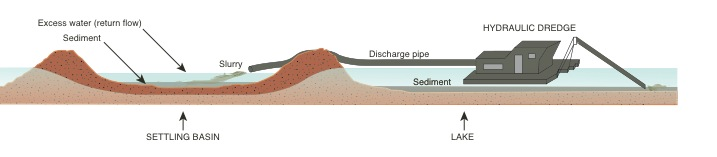 HYDRAULIC DREDGE
Excess water (return flow)
Sediment
Slurry
Discharge pipe
Sediment
SETTLING BASIN
LAKE